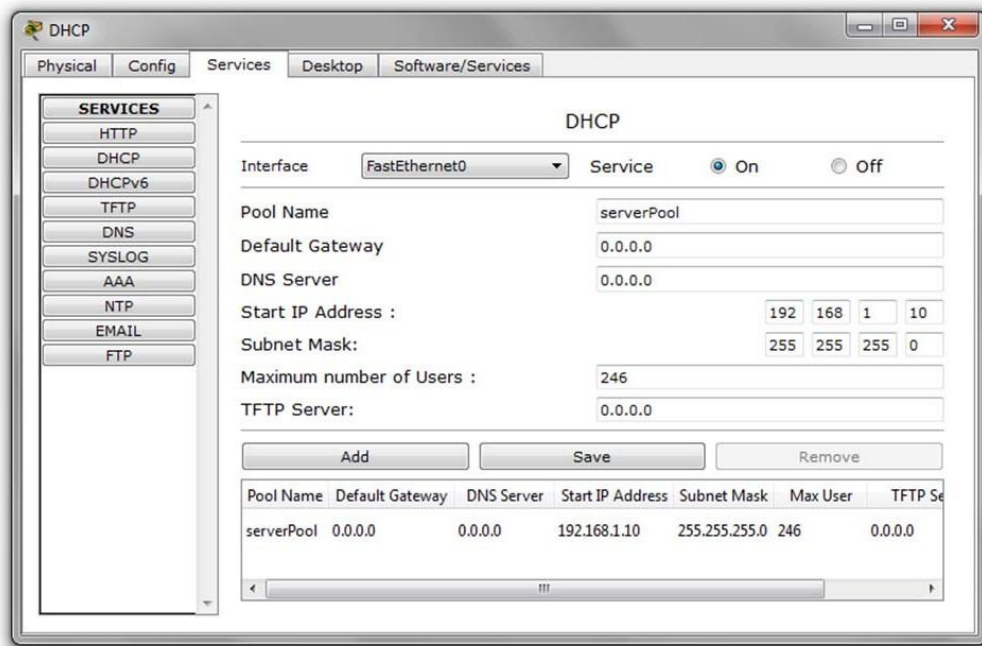 DHCP
Physical Config Services Desktop Software/Services
SERVICES
HTTP
DHCP
DHCPv6
TFTP
DNS
SYSLOG
AAA
NTP
EMAIL
FTP
DHCP
Interface FastEthernet0 Service On Off
Pool Name serverPool
Default Gateway 0.0.0.0
DNS Server 0.0.0.0
Start IP Address : 192 168 1 10
Subnet Mask: 255 255 255 0
Maximum number of Users : 246
TFTP Server: 0.0.0.0
Add Save Remove
Pool Name Default Gateway DNS Server Start IP Address Subnet Mask Max User TFTP Se
serverPool 0.0.0.0 0.0.0.0 192.168.1.10 255.255.255.0 246 0.0.0.0